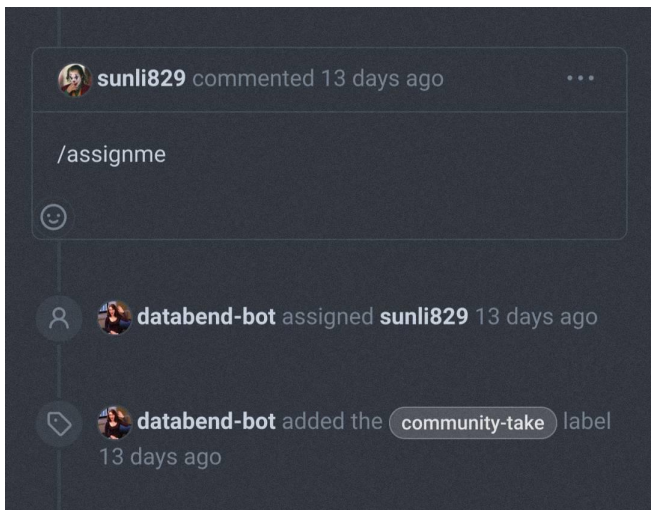 sunli829 commented 13 days ago
/assignme
databend-bot assigned sunli829 13 days ago
databend-bot added the community-take label
13 days ago